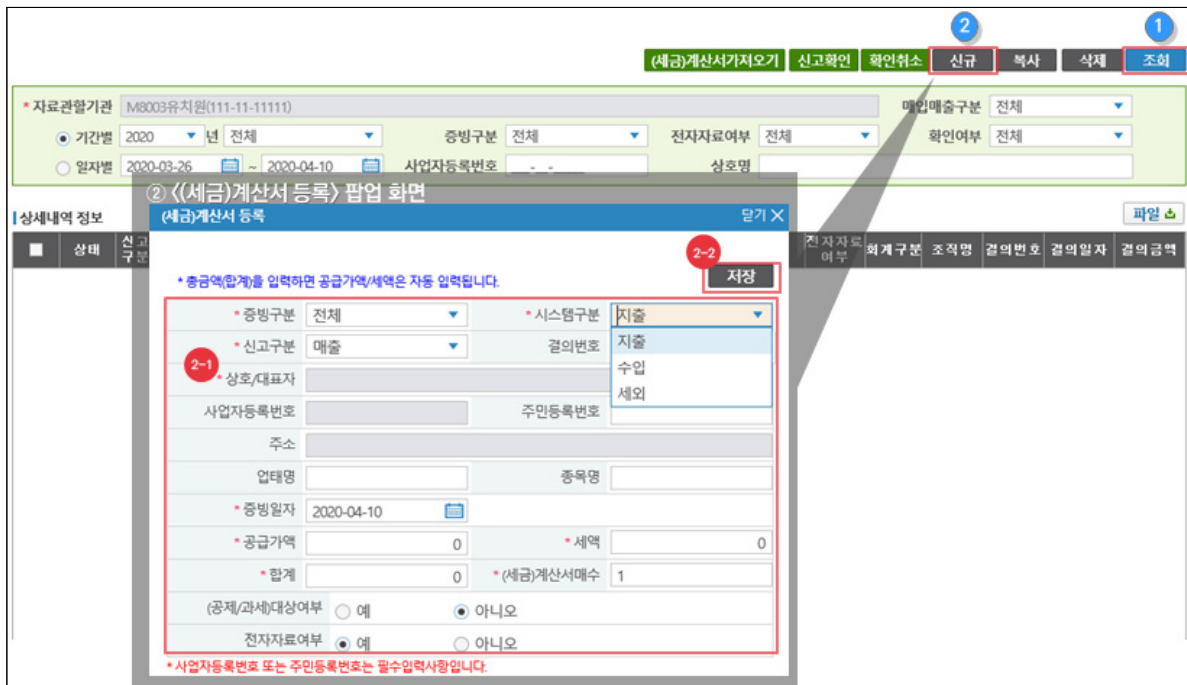 2 1
(세금)계산서가져오기 신고확인 확인취소 신규 복사 삭제 조회
* 자료관할기관 M8003유치원(111-11-11111) 매입매출구분 전체
기간별 2020 년 전체 증빙구분 전체 전자자료여부 전체 확인여부 전체
일자별 2020-03-26 ~ 2020-04-10 사업자등록번호 __-__-_____ 상호명
② 〈(세금)계산서 등록〉 팝업 화면
상세내역 정보 (세금)계산서 등록 닫기 X 파일
상태 신고구분 전자자료여부 회계구분 조직명 결의번호 결의일자 결의금액
2-2
* 총금액(합계)을 입력하면 공급가액/세액은 자동 입력됩니다. 저장
* 증빙구분 전체 * 시스템구분 지출
* 신고구분 매출 결의번호 지출
2-1
* 상호/대표자 수입
세외
사업자등록번호 주민등록번호
주소
업태명 종목명
* 증빙일자 2020-04-10
* 공급가액 0 * 세액 0
* 합계 0 * (세금)계산서매수 1
(공제/과세)대상여부 예 아니오
전자자료여부 예 아니오
* 사업자등록번호 또는 주민등록번호는 필수입력사항입니다.